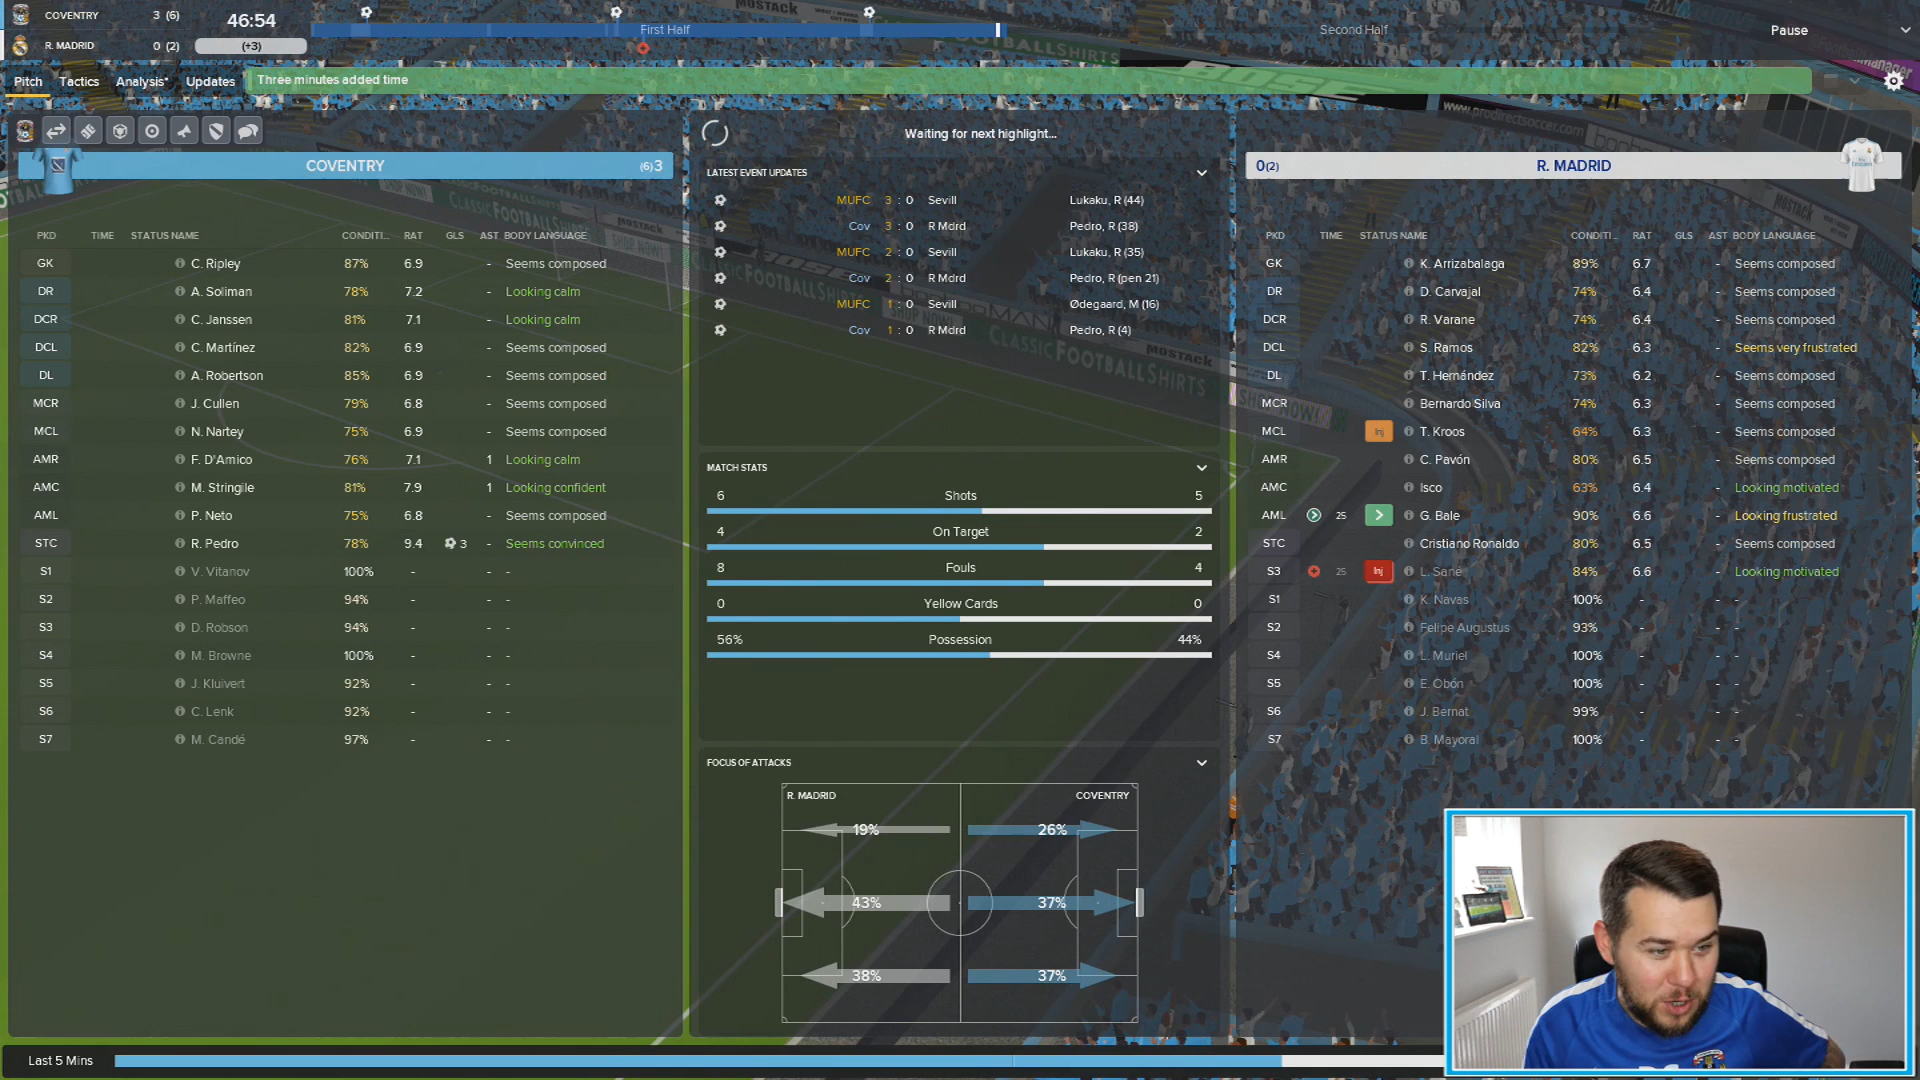 COVENTRY 3 (6)
R. MADRID 0 (2)
46:54
(+3)
First Half
Second Half
Pause
Pitch Tactics Analysis* Updates
Three minutes added time
MOSTACK
FOOTBALLSHIRTS
www.prodirectsoccer.com
COVENTRY (6)3
PKD TIME STATUS NAME CONDITI... RAT GLS AST BODY LANGUAGE
GK C. Ripley 87% 6.9 - Seems composed
DR A. Soliman 78% 7.2 - Looking calm
DCR C. Janssen 81% 7.1 - Looking calm
DCL C. Martínez 82% 6.9 - Seems composed
DL A. Robertson 85% 6.9 - Seems composed
MCR J. Cullen 79% 6.8 - Seems composed
MCL N. Nartey 75% 6.9 - Seems composed
AMR F. D'Amico 76% 7.1 1 Looking calm
AMC M. Stringile 81% 7.9 1 Looking confident
AML P. Neto 75% 6.8 - Seems composed
STC R. Pedro 78% 9.4 3 - Seems convinced
S1 V. Vitanov 100% - - -
S2 P. Maffeo 94% - - -
S3 D. Robson 94% - - -
S4 M. Browne 100% - - -
S5 J. Kluivert 92% - - -
S6 C. Lenk 92% - - -
S7 M. Candé 97% - - -
Waiting for next highlight...
LATEST EVENT UPDATES
MUFC 3 : 0 Sevill Lukaku, R (44)
Cov 3 : 0 R Mdrd Pedro, R (38)
MUFC 2 : 0 Sevill Lukaku, R (35)
Cov 2 : 0 R Mdrd Pedro, R (pen 21)
MUFC 1 : 0 Sevill Ødegaard, M (16)
Cov 1 : 0 R Mdrd Pedro, R (4)
CLASSIC FOOTBALL SHIRTS
MOSTACK
MATCH STATS
6 Shots 5
4 On Target 2
8 Fouls 4
0 Yellow Cards 0
56% Possession 44%
FOCUS OF ATTACKS
R. MADRID COVENTRY
19% 26%
43% 37%
38% 37%
0(2) R. MADRID
PKD TIME STATUS NAME CONDITI... RAT GLS AST BODY LANGUAGE
GK K. Arrizabalaga 89% 6.7 - Seems composed
DR D. Carvajal 74% 6.4 - Seems composed
DCR R. Varane 74% 6.4 - Seems composed
DCL S. Ramos 82% 6.3 - Seems very frustrated
DL T. Hernández 73% 6.2 - Seems composed
MCR Bernardo Silva 74% 6.3 - Seems composed
MCL Inj T. Kroos 64% 6.3 - Seems composed
AMR C. Pavón 80% 6.5 - Seems composed
AMC Isco 63% 6.4 - Looking motivated
AML 25 G. Bale 90% 6.6 - Looking frustrated
STC Cristiano Ronaldo 80% 6.5 - Seems composed
S3 25 Inj L. Sané 84% 6.6 - Looking motivated
S1 K. Navas 100% - - -
S2 Felipe Augustus 93% - - -
S4 L. Muriel 100% - - -
S5 E. Obón 100% - - -
S6 J. Bernat 99% - - -
S7 B. Mayoral 100% - - -
Last 5 Mins